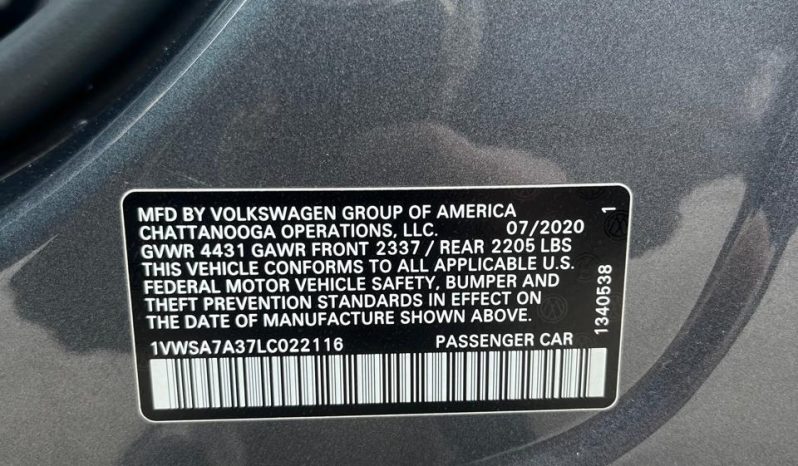 MFD BY VOLKSWAGEN GROUP OF AMERICA
CHATTANOOGA OPERATIONS, LLC. 07/2020
GVWR 4431 GAWR FRONT 2337 / REAR 2205 LBS
THIS VEHICLE CONFORMS TO ALL APPLICABLE U.S.
FEDERAL MOTOR VEHICLE SAFETY, BUMPER AND
THEFT PREVENTION STANDARDS IN EFFECT ON
THE DATE OF MANUFACTURE SHOWN ABOVE.
1VWSA7A37LC022116 PASSENGER CAR
1340538 1